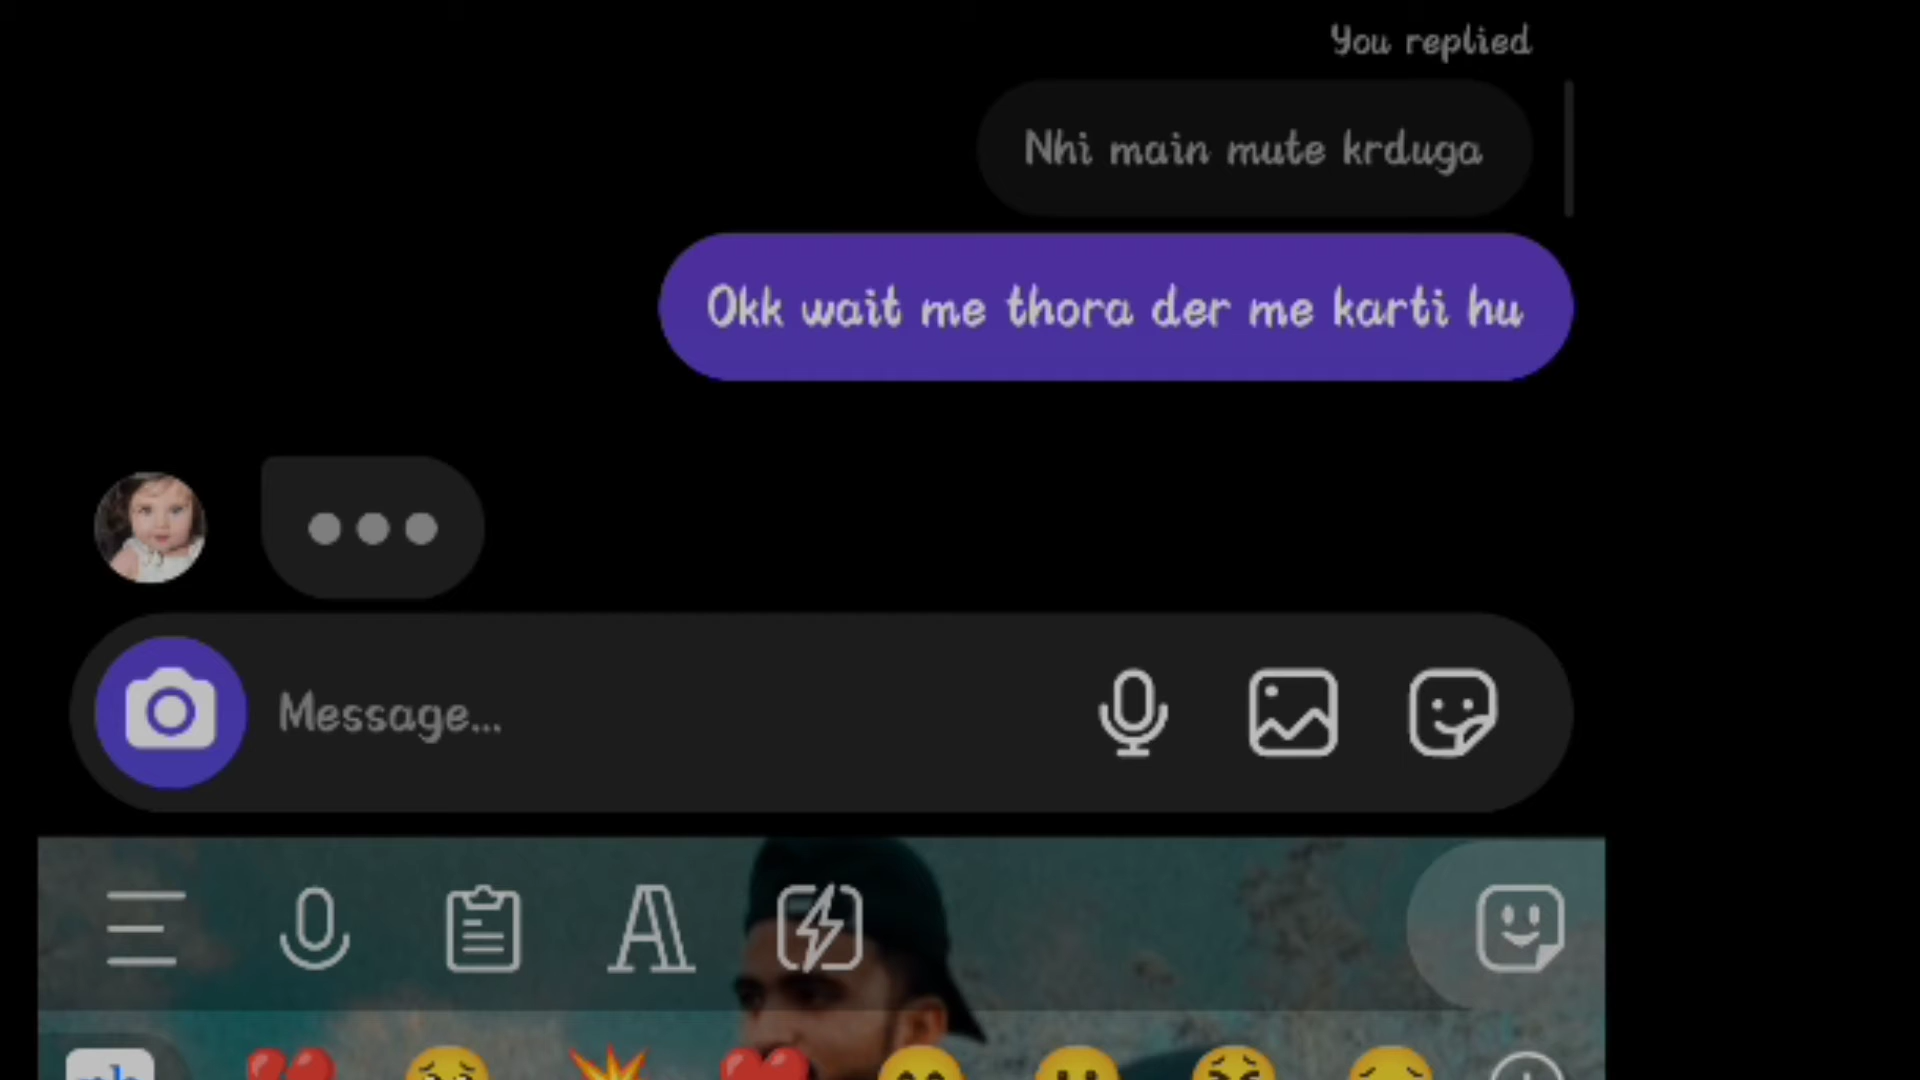 You replied
Nhi main mute krduga
Okk wait me thora der me karti hu
Message...